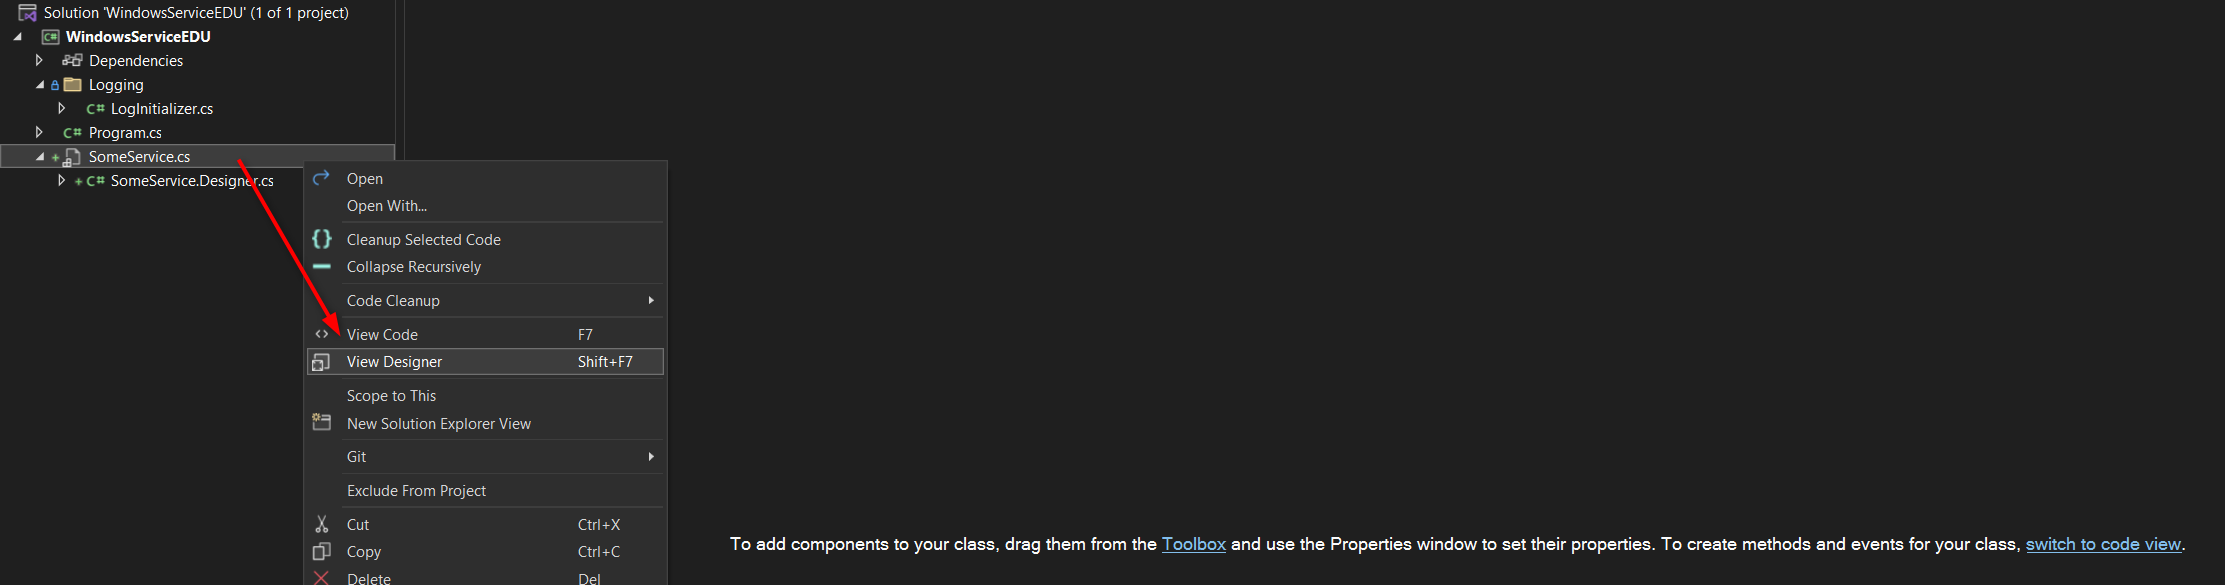 Solution 'WindowsServiceEDU' (1 of 1 project)
C# WindowsServiceEDU
Dependencies
Logging
C# LogInitializer.cs
C# Program.cs
+ SomeService.cs
+ C# SomeService.Designer.cs
Open
Open With...
Cleanup Selected Code
Collapse Recursively
Code Cleanup
View Code F7
View Designer Shift+F7
Scope to This
New Solution Explorer View
Git
Exclude From Project
Cut Ctrl+X
Copy Ctrl+C
Delete Del
To add components to your class, drag them from the Toolbox and use the Properties window to set their properties. To create methods and events for your class, switch to code view.